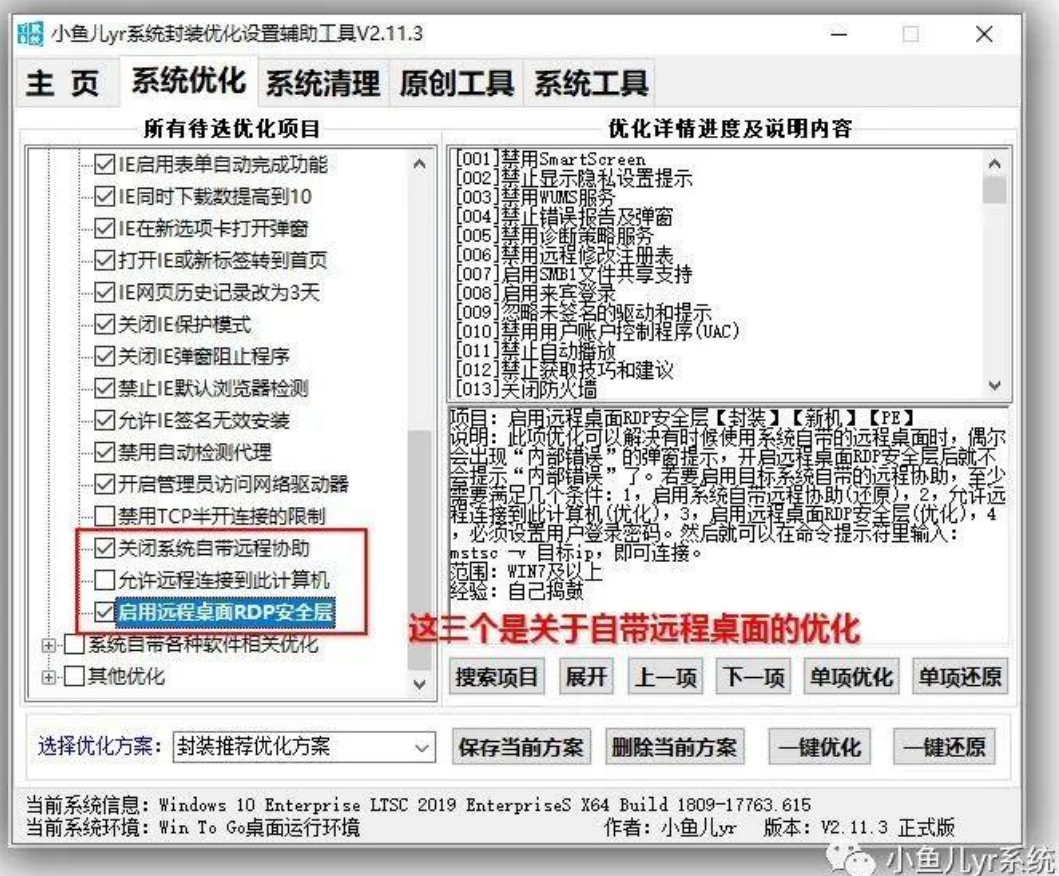 小鱼儿yr系统封装优化设置辅助工具V2.11.3
主 页 系统优化 系统清理 原创工具 系统工具
所有待选优化项目
IE启用表单自动完成功能
IE同时下载数提高到10
IE在新选项卡打开弹窗
打开IE或新标签转到首页
IE网页历史记录改为3天
关闭IE保护模式
关闭IE弹窗阻止程序
禁止IE默认浏览器检测
允许IE签名无效安装
禁用自动检测代理
开启管理员访问网络驱动器
禁用TCP半开连接的限制
关闭系统自带远程协助
允许远程连接到此计算机
启用远程桌面RDP安全层
系统自带各种软件相关优化
其他优化
优化详情进度及说明内容
[001]禁用SmartScreen
[002]禁止显示隐私设置提示
[003]禁用WUMS服务
[004]禁止错误报告及弹窗
[005]禁用诊断策略服务
[006]禁用远程修改注册表
[007]启用SMB1文件共享支持
[008]启用来宾登录
[009]忽略未签名的驱动和提示
[010]禁用用户账户控制程序(UAC)
[011]禁止自动播放
[012]禁止获取技巧和建议
[013]关闭防火墙
项目：启用远程桌面RDP安全层【封装】【新机】【PE】
说明：此项优化可以解决有时候使用系统自带的远程桌面时，偶尔
会出现“内部错误”的弹窗提示，开启远程桌面RDP安全层后就不
会提示“内部错误”了。若要启用目标系统自带的远程协助，至少
需要满足几个条件：1，启用系统自带远程协助(还原)，2，允许远
程连接到此计算机(优化)，3，启用远程桌面RDP安全层(优化)，4
，必须设置用户登录密码。然后就可以在命令提示符里输入：
mstsc -v 目标ip，即可连接。
范围：WIN7及以上
经验：自己捣鼓
这三个是关于自带远程桌面的优化
搜索项目 展开 上一项 下一项 单项优化 单项还原
选择优化方案： 封装推荐优化方案 保存当前方案 删除当前方案 一键优化 一键还原
当前系统信息：Windows 10 Enterprise LTSC 2019 EnterpriseS X64 Build 1809-17763.615
当前系统环境：Win To Go桌面运行环境 作者：小鱼儿yr 版本：V2.11.3 正式版
小鱼儿yr系统